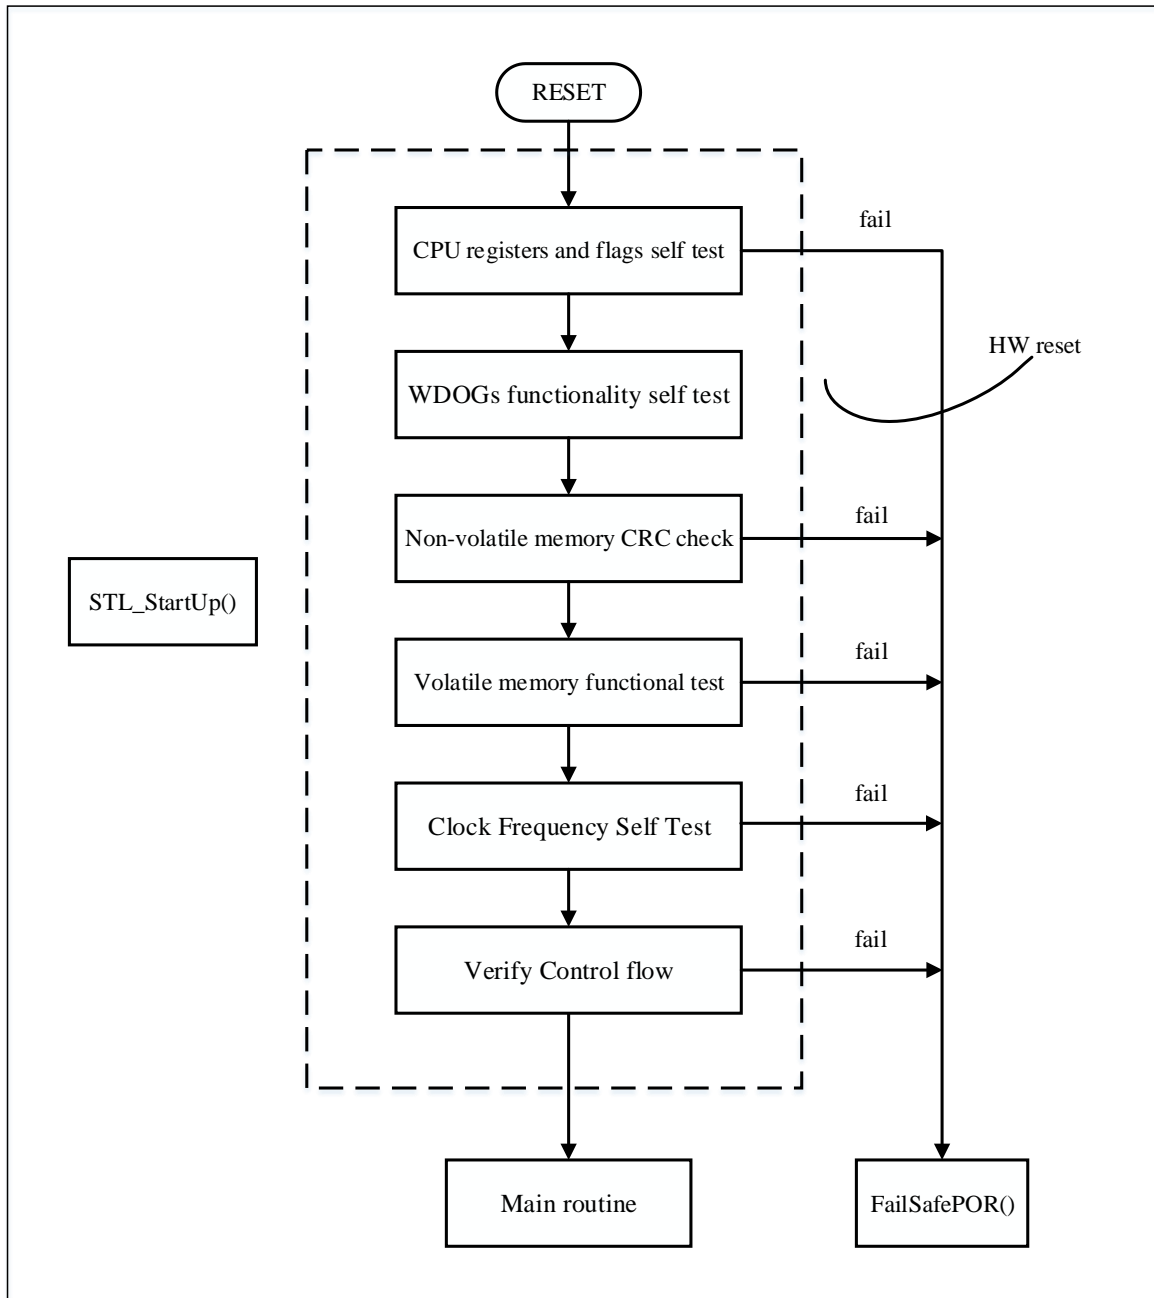 RESET
CPU registers and flags self test
fail
HW reset
WDOGs functionality self test
Non-volatile memory CRC check
fail
STL_StartUp()
Volatile memory functional test
fail
Clock Frequency Self Test
fail
Verify Control flow
fail
Main routine
FailSafePOR()